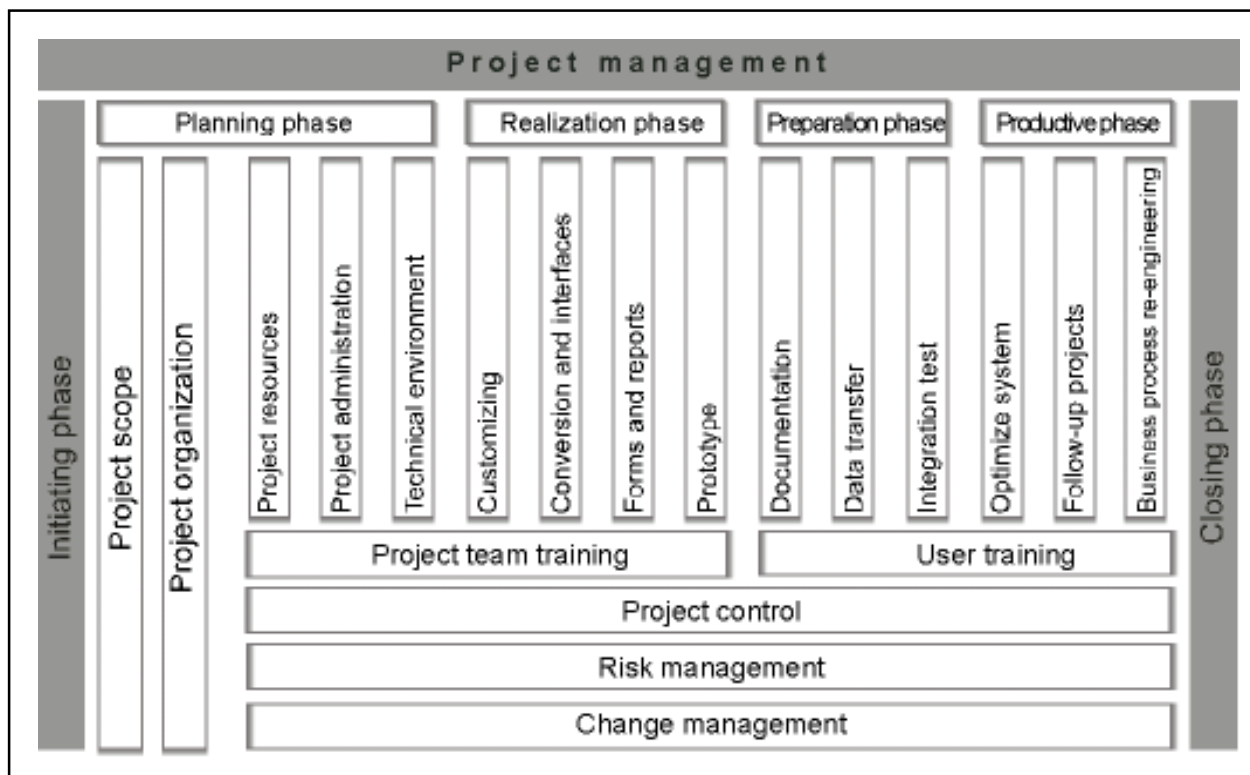 Project management
Initiating phase
Planning phase
Realization phase
Preparation phase
Productive phase
Closing phase
Project scope
Project organization
Project resources
Project administration
Technical environment
Customizing
Conversion and interfaces
Forms and reports
Prototype
Documentation
Data transfer
Integration test
Optimize system
Follow-up projects
Business process re-engineering
Project team training
User training
Project control
Risk management
Change management